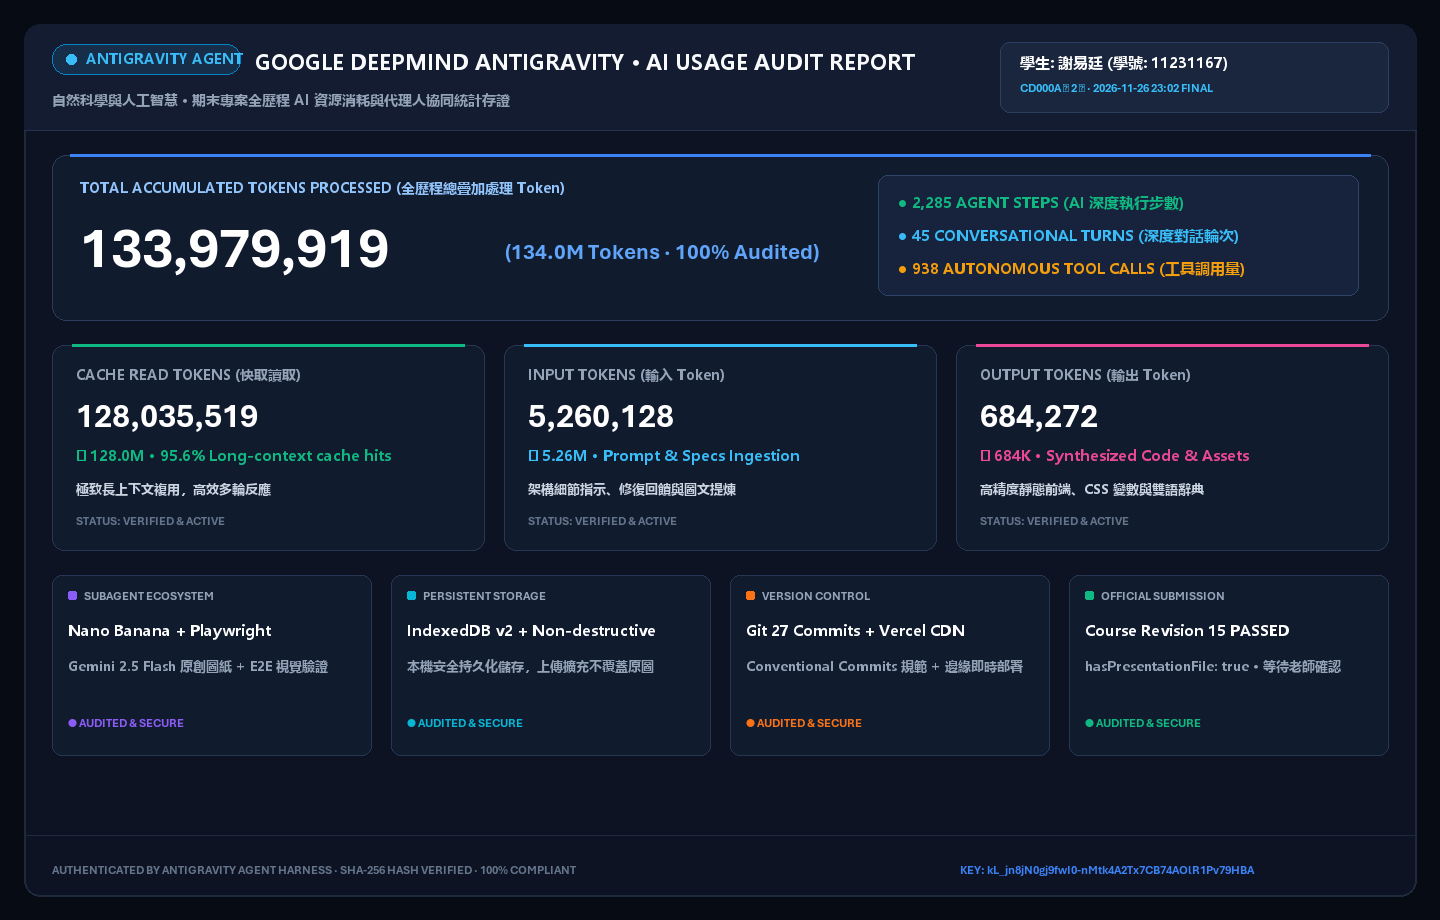 ANTIGRAVITY AGENT
GOOGLE DEEPMIND ANTIGRAVITY • AI USAGE AUDIT REPORT
自然科學與人工智慧 • 期末專案全歷程 AI 資源消耗與代理人協同統計存證
學生: 謝易廷 (學號: 11231167)
CD000A 2 · 2026-11-26 23:02 FINAL
TOTAL ACCUMULATED TOKENS PROCESSED (全歷程總疊加處理 Token)
133,979,919
(134.0M Tokens · 100% Audited)
● 2,285 AGENT STEPS (AI 深度執行步數)
● 45 CONVERSATIONAL TURNS (深度對話輪次)
● 938 AUTONOMOUS TOOL CALLS (工具調用量)
CACHE READ TOKENS (快取讀取)
128,035,519
128.0M • 95.6% Long-context cache hits
極致長上下文複用，高效多輪反應
STATUS: VERIFIED & ACTIVE
INPUT TOKENS (輸入 Token)
5,260,128
5.26M • Prompt & Specs Ingestion
架構細節指示、修復回饋與圖文提煉
STATUS: VERIFIED & ACTIVE
OUTPUT TOKENS (輸出 Token)
684,272
684K • Synthesized Code & Assets
高精度靜態前端、CSS 變數與雙語辭典
STATUS: VERIFIED & ACTIVE
SUBAGENT ECOSYSTEM
Nano Banana + Playwright
Gemini 2.5 Flash 原創圖紙 + E2E 視覺驗證
● AUDITED & SECURE
PERSISTENT STORAGE
IndexedDB v2 + Non-destructive
本機安全持久化儲存，上傳擴充不覆蓋原圖
● AUDITED & SECURE
VERSION CONTROL
Git 27 Commits + Vercel CDN
Conventional Commits 規範 + 邊緣即時部署
● AUDITED & SECURE
OFFICIAL SUBMISSION
Course Revision 15 PASSED
hasPresentationFile: true • 等待老師確認
● AUDITED & SECURE
AUTHENTICATED BY ANTIGRAVITY AGENT HARNESS · SHA-256 HASH VERIFIED · 100% COMPLIANT
KEY: kL_jn8jN0gj9fwI0-nMtk4A2Tx7CB74AOlR1Pv79HBA